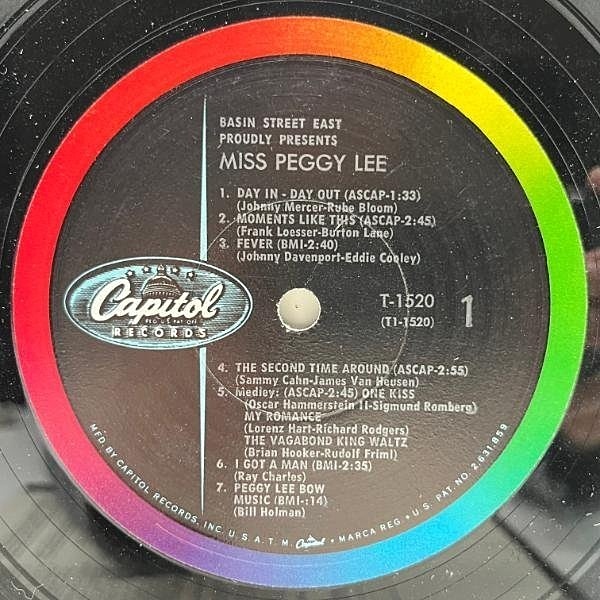 BASIN STREET EAST
PROUDLY PRESENTS
MISS PEGGY LEE
1. DAY IN - DAY OUT (ASCAP-1:33)
(Johnny Mercer-Rube Bloom)
2. MOMENTS LIKE THIS (ASCAP-2:45)
(Frank Loesser-Burton Lane)
3. FEVER (BMI-2:40)
(Johnny Davenport-Eddie Cooley)
Capitol
REG. U.S. PAT. OFF.
RECORDS
T-1520
(T1-1520)
1
4. THE SECOND TIME AROUND (ASCAP-2:55)
(Sammy Cahn-James Van Heusen)
5. Medley: (ASCAP-2:45) ONE KISS
(Oscar Hammerstein II-Sigmund Romberg)
MY ROMANCE
(Lorenz Hart-Richard Rodgers)
THE VAGABOND KING WALTZ
(Brian Hooker-Rudolf Friml)
6. I GOT A MAN (BMI-2:35)
(Ray Charles)
7. PEGGY LEE BOW
MUSIC (BMI-:14)
(Bill Holman)
MFD. BY CAPITOL RECORDS, INC. U.S.A. T.M. Capitol MARCA REG. • U.S. PAT. NO. 2,631,859